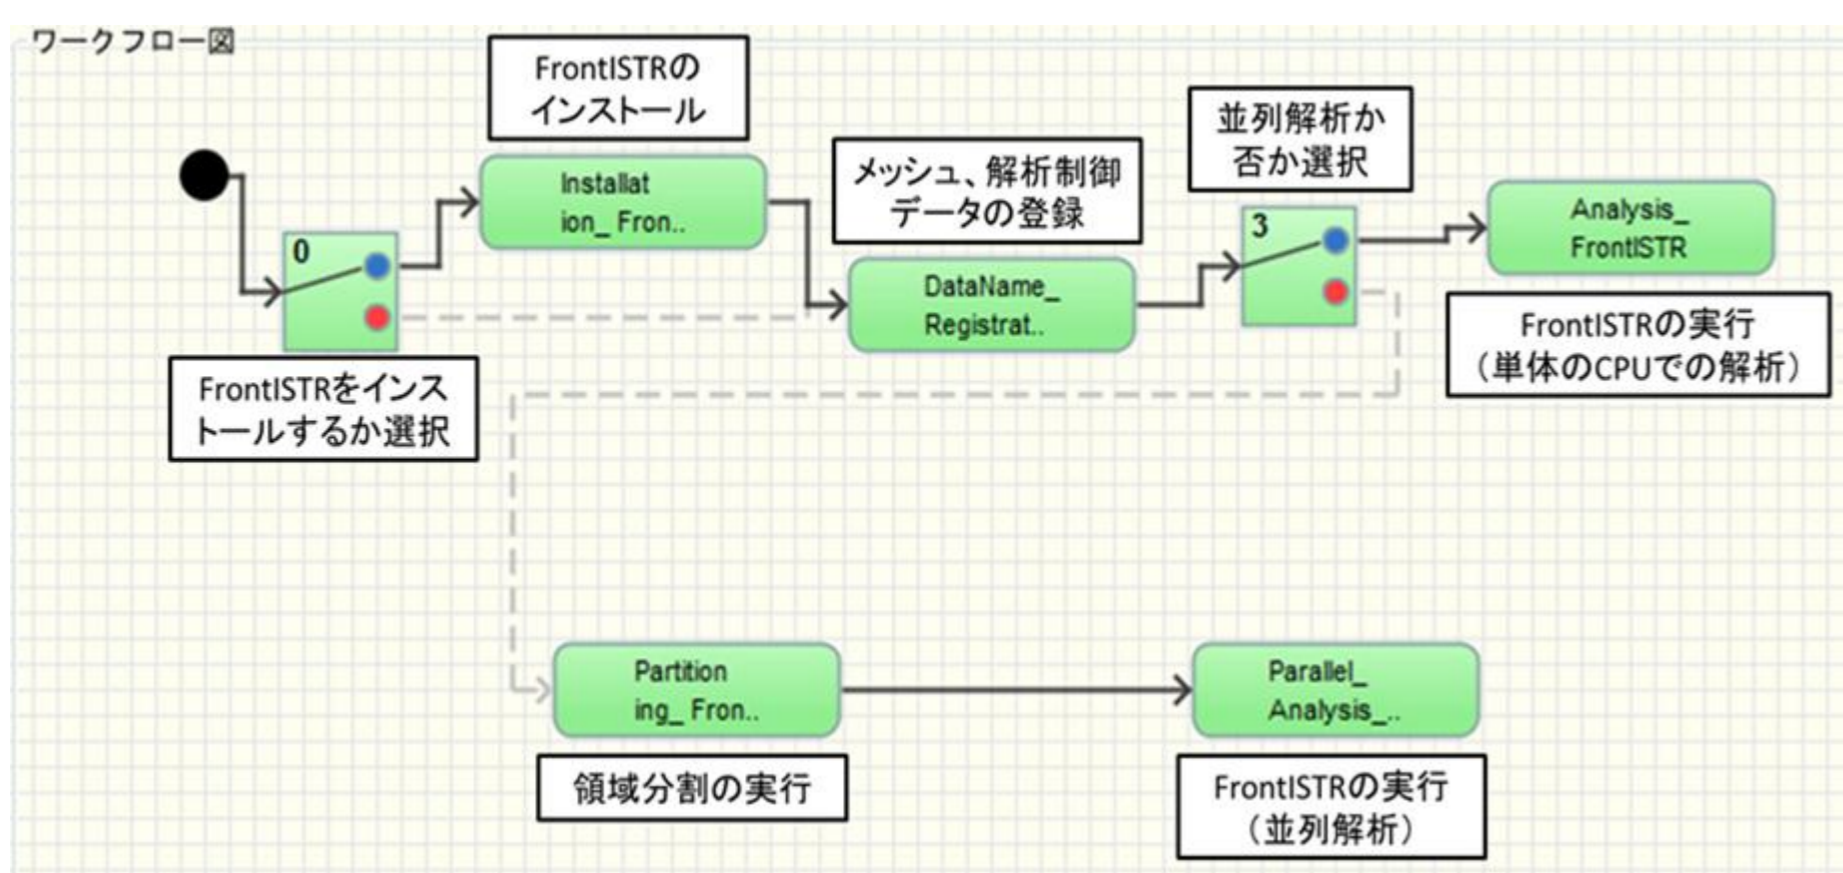 ワークフロー図
FrontISTRの
インストール
Installat
ion_ Fron..
0
FrontISTRをインス
トールするか選択
メッシュ、解析制御
データの登録
DataName_
Registrat..
並列解析か
否か選択
3
Analysis_
FrontISTR
FrontISTRの実行
（単体のCPUでの解析）
Partition
ing_ Fron..
領域分割の実行
Parallel_
Analysis_..
FrontISTRの実行
（並列解析）